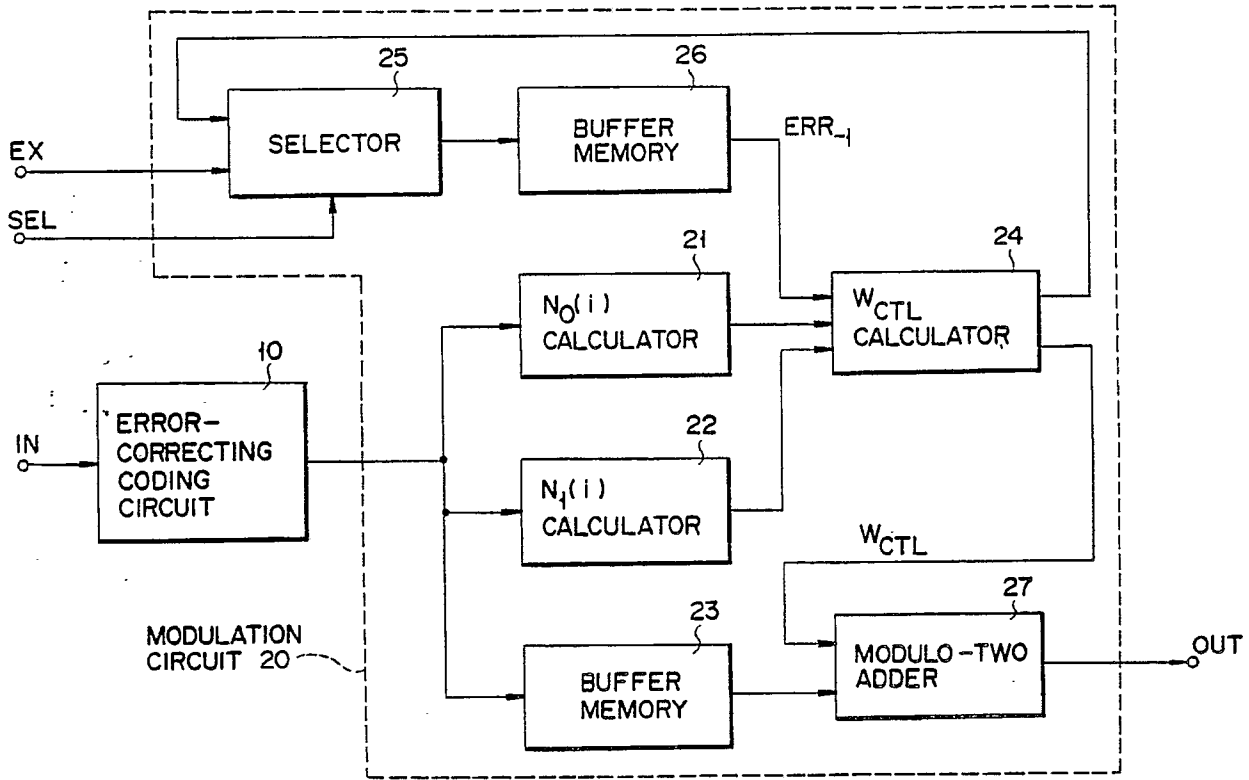 25
SELECTOR
26
BUFFER
MEMORY
ERR-1
EX
SEL
21
N0(i)
CALCULATOR
24
WCTL
CALCULATOR
10
ERROR-
CORRECTING
CODING
CIRCUIT
IN
22
N1(i)
CALCULATOR
WCTL
23
BUFFER
MEMORY
27
MODULO-TWO
ADDER
OUT
MODULATION
CIRCUIT 20